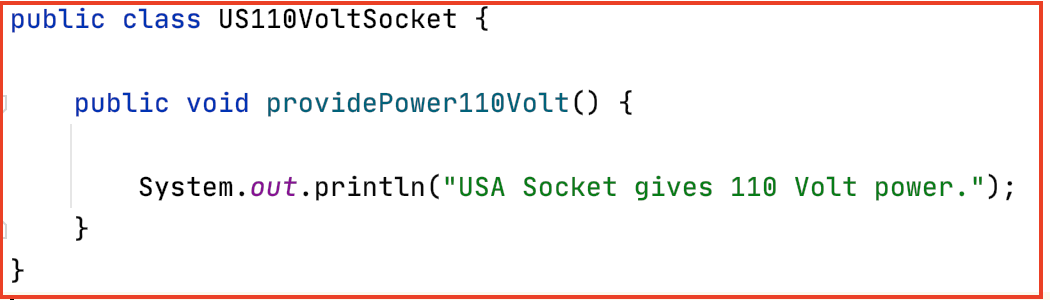 public class US110VoltSocket {
    public void providePower110Volt() {
        System.out.println("USA Socket gives 110 Volt power.");
    }
}